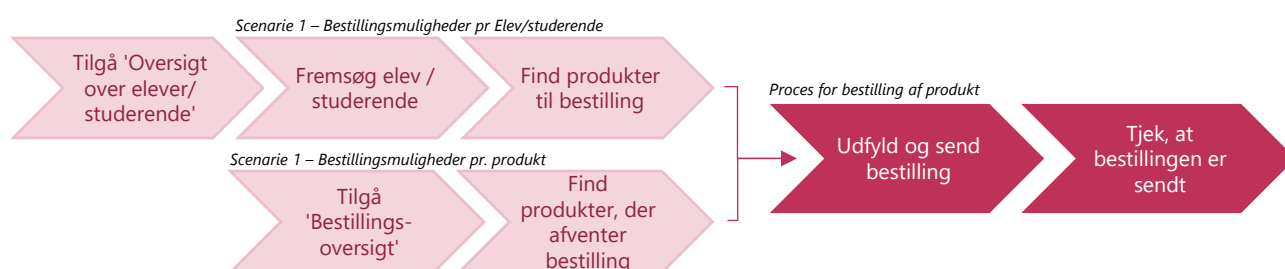 Scenarie 1 – Bestillingsmuligheder pr Elev/studerende
Tilgå 'Oversigt
over elever/
studerende'
Fremsøg elev /
studerende
Find produkter
til bestilling
Scenarie 1 – Bestillingsmuligheder pr. produkt
Tilgå
'Bestillings-
oversigt'
Find
produkter, der
afventer
bestilling
Proces for bestilling af produkt
Udfyld og send
bestilling
Tjek, at
bestillingen er
sendt